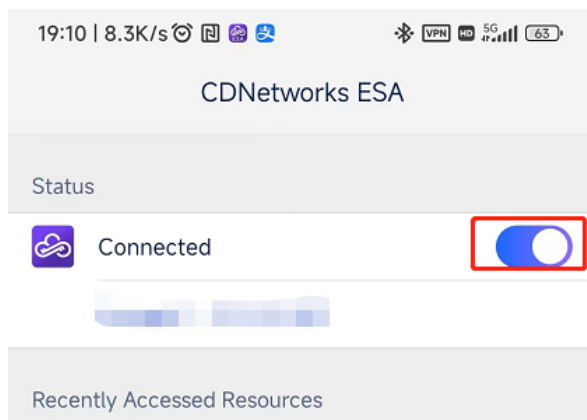 19:10 | 8.3K/s VPN HD 5G 63
CDNetworks ESA
Status
Connected
Recently Accessed Resources